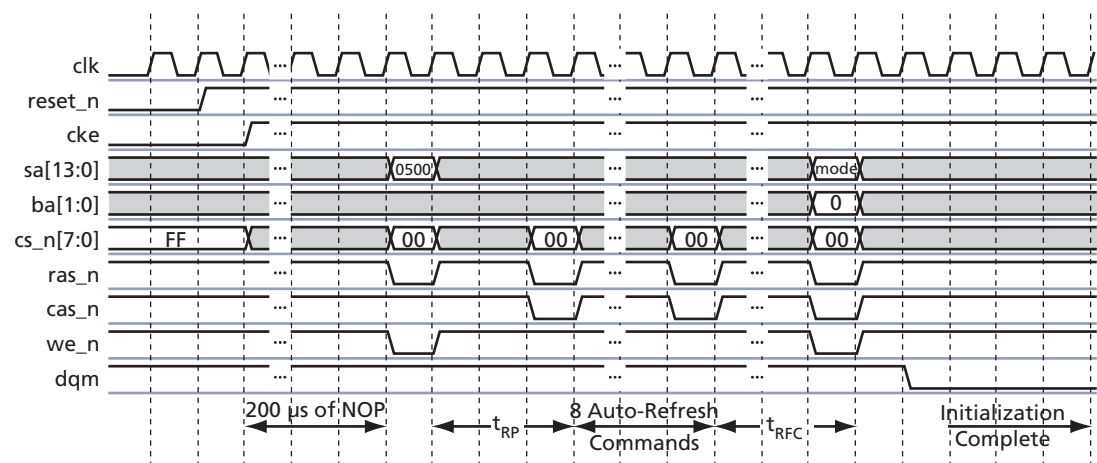 clk ... ... ...
reset_n ... ... ...
cke ... ... ...
sa[13:0] ... 0500 ... ... mode
ba[1:0] ... ... ... 0
cs_n[7:0] FF ... 00 00 ... 00 ... 00
ras_n ... ... ...
cas_n ... ... ...
we_n ... ... ...
dqm ... ... ...
200 µs of NOP tRP 8 Auto-Refresh Commands tRFC Initialization Complete